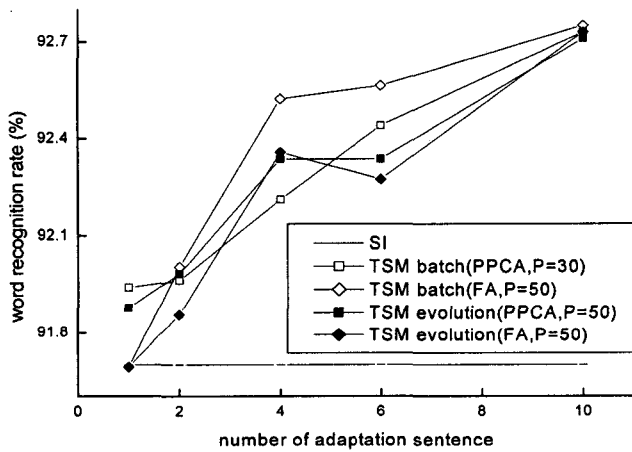 92.7
92.4
92.1
91.8
word recognition rate (%)
SI
TSM batch(PPCA,P=30)
TSM batch(FA,P=50)
TSM evolution(PPCA,P=50)
TSM evolution(FA,P=50)
0 2 4 6 8 10
number of adaptation sentence